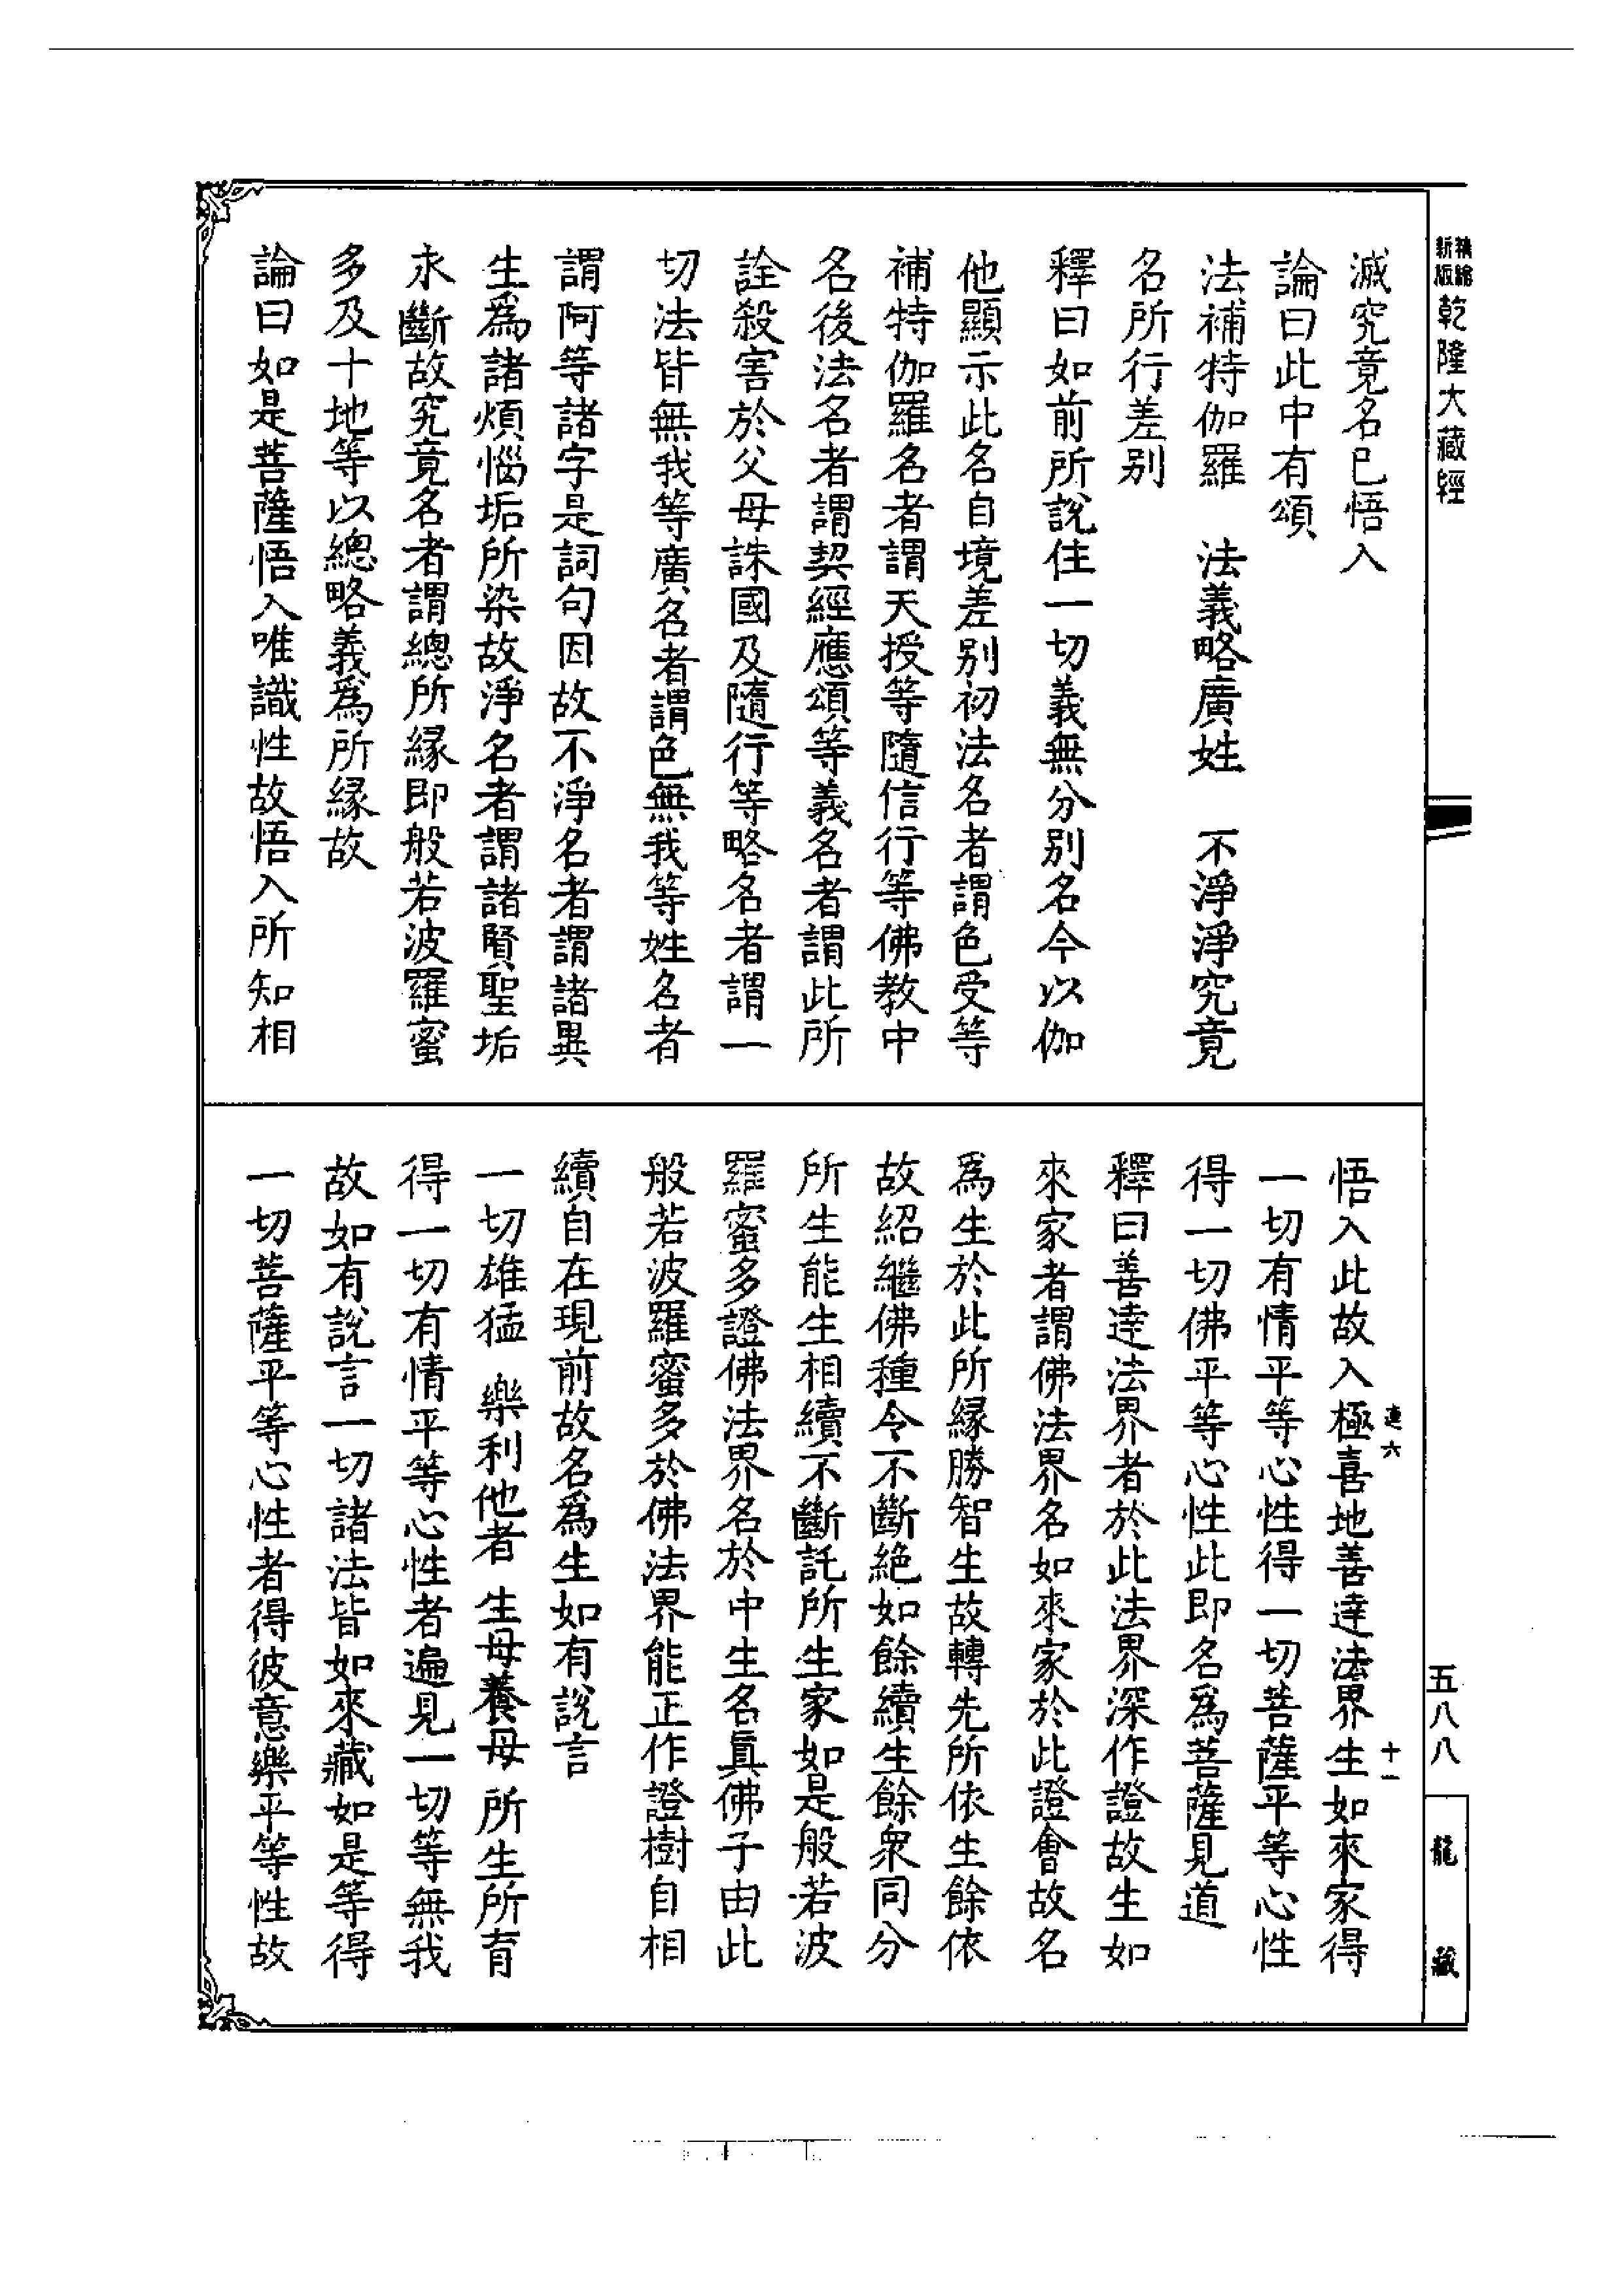 精縮新版乾隆大藏經
滅究竟名已悟入
論曰此中有頌
法補特伽羅　法義略廣姓　不淨淨究竟
名所行差別
釋曰如前所說住一切義無分別名今以伽
他顯示此名自境差別初法名者謂色受等
補特伽羅名者謂天授等隨信行等佛教中
名後法名者謂契經應頌等義名者謂此所
詮殺害於父母誅國及隨行等略名者謂一
切法皆無我等廣名者謂色無我等姓名者
謂阿等諸字是詞句因故不淨名者謂諸異
生爲諸煩惱垢所染故淨名者謂諸賢聖垢
永斷故究竟名者謂總所緣即般若波羅蜜
多及十地等以總略義爲所緣故
論曰如是菩薩悟入唯識性故悟入所知相
悟入此故入極喜地善達法界生如來家得
一切有情平等心性得一切菩薩平等心性
得一切佛平等心性此即名爲菩薩見道
釋曰善達法界者於此法界深作證故生如
來家者謂佛法界名如來家於此證會故名
爲生於此所緣勝智生故轉先所依生餘依
故紹繼佛種令不斷絕如餘續生餘衆同分
所生能生相續不斷託所生家如是般若波
羅蜜多證佛法界名於中生名眞佛子由此
般若波羅蜜多於佛法界能正作證樹自相
續自在現前故名爲生如有說言
一切雄猛　樂利他者　生母養母　所生所育
得一切有情平等心性者遍見一切等無我
故如有說言一切諸法皆如來藏如是等得
一切菩薩平等心性者得彼意樂平等性故
連六
十一
五八八
龍藏